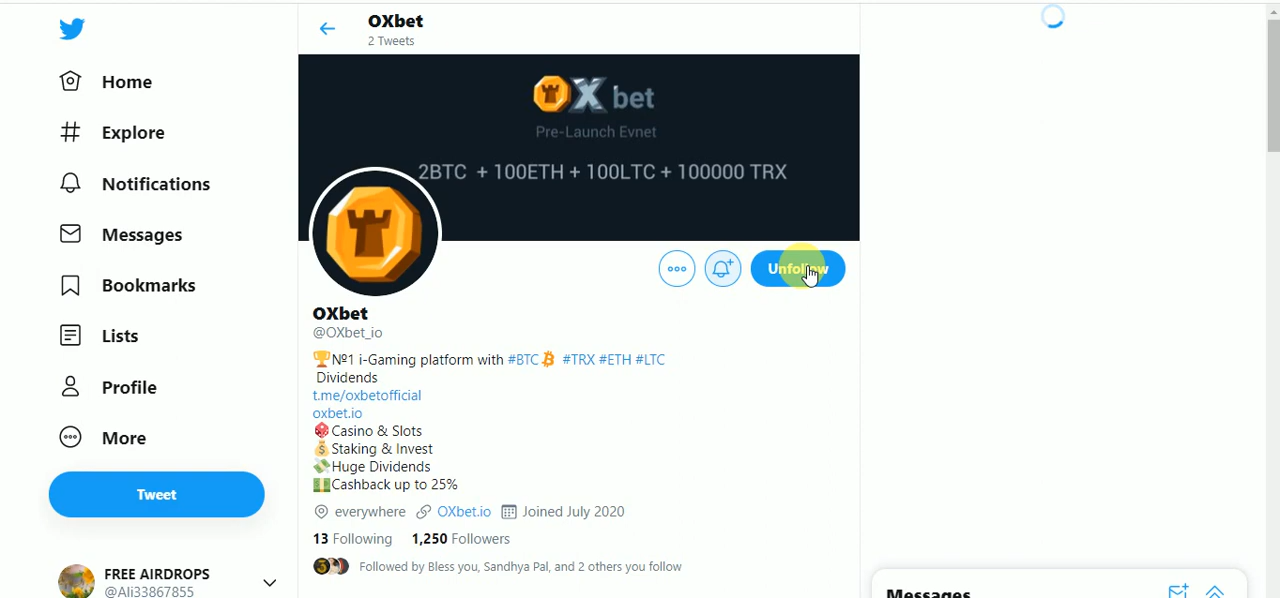 OXbet
2 Tweets
Home
Explore
Notifications
Messages
Bookmarks
Lists
Profile
More
Tweet
FREE AIRDROPS
@Ali33867855
OX bet
Pre-Launch Evnet
2BTC + 100ETH + 100LTC + 100000 TRX
Unfollow
OXbet
@OXbet_io
🏆№1 i-Gaming platform with #BTC #TRX #ETH #LTC
Dividends
t.me/oxbetofficial
oxbet.io
🎲Casino & Slots
💰Staking & Invest
💸Huge Dividends
💵Cashback up to 25%
everywhere OXbet.io Joined July 2020
13 Following 1,250 Followers
Followed by Bless you, Sandhya Pal, and 2 others you follow
Messages